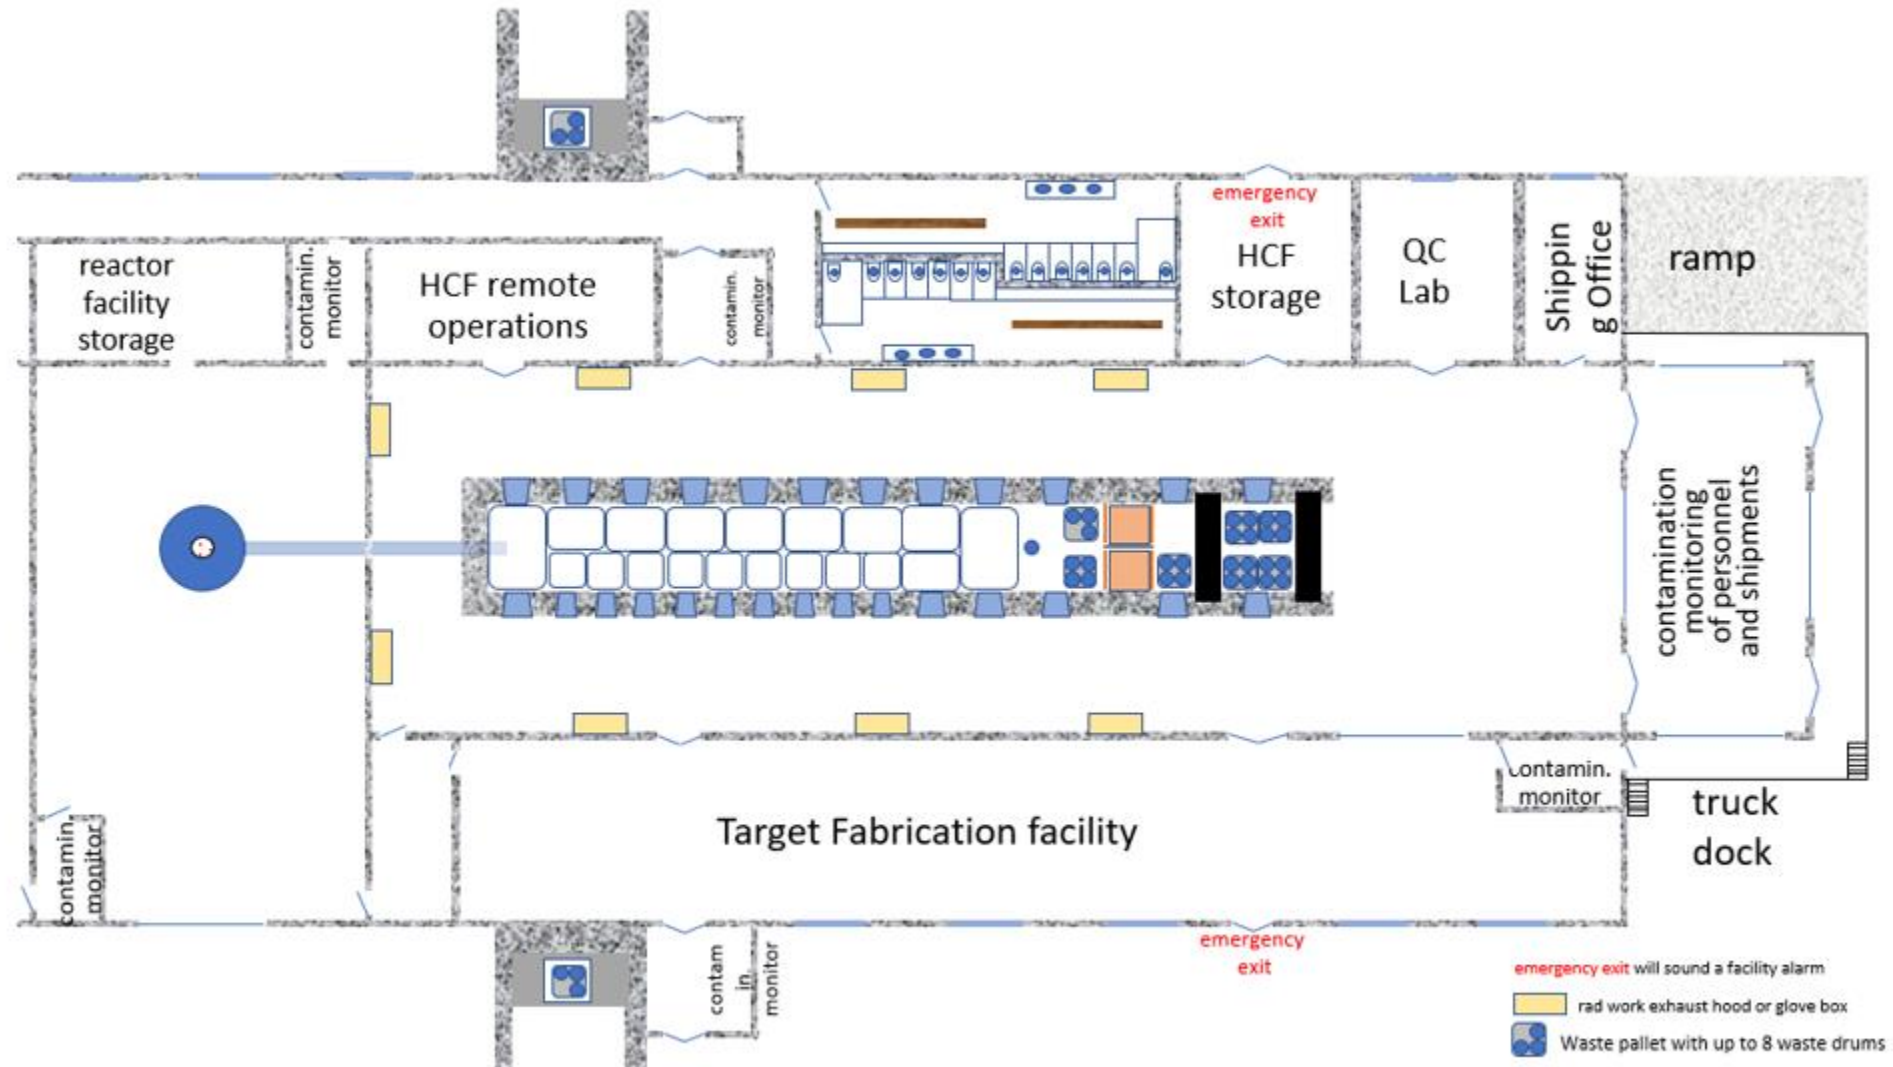 emergency
exit
reactor
facility
storage
contamin.
monitor
HCF remote
operations
contamin.
monitor
HCF
storage
QC
Lab
Shippin
g Office
ramp
contamination
monitoring
of personnel
and shipments
Target Fabrication facility
contamin.
monitor
truck
dock
contamin.
monitor
contam
in
monitor
emergency
exit
emergency exit will sound a facility alarm
rad work exhaust hood or glove box
Waste pallet with up to 8 waste drums